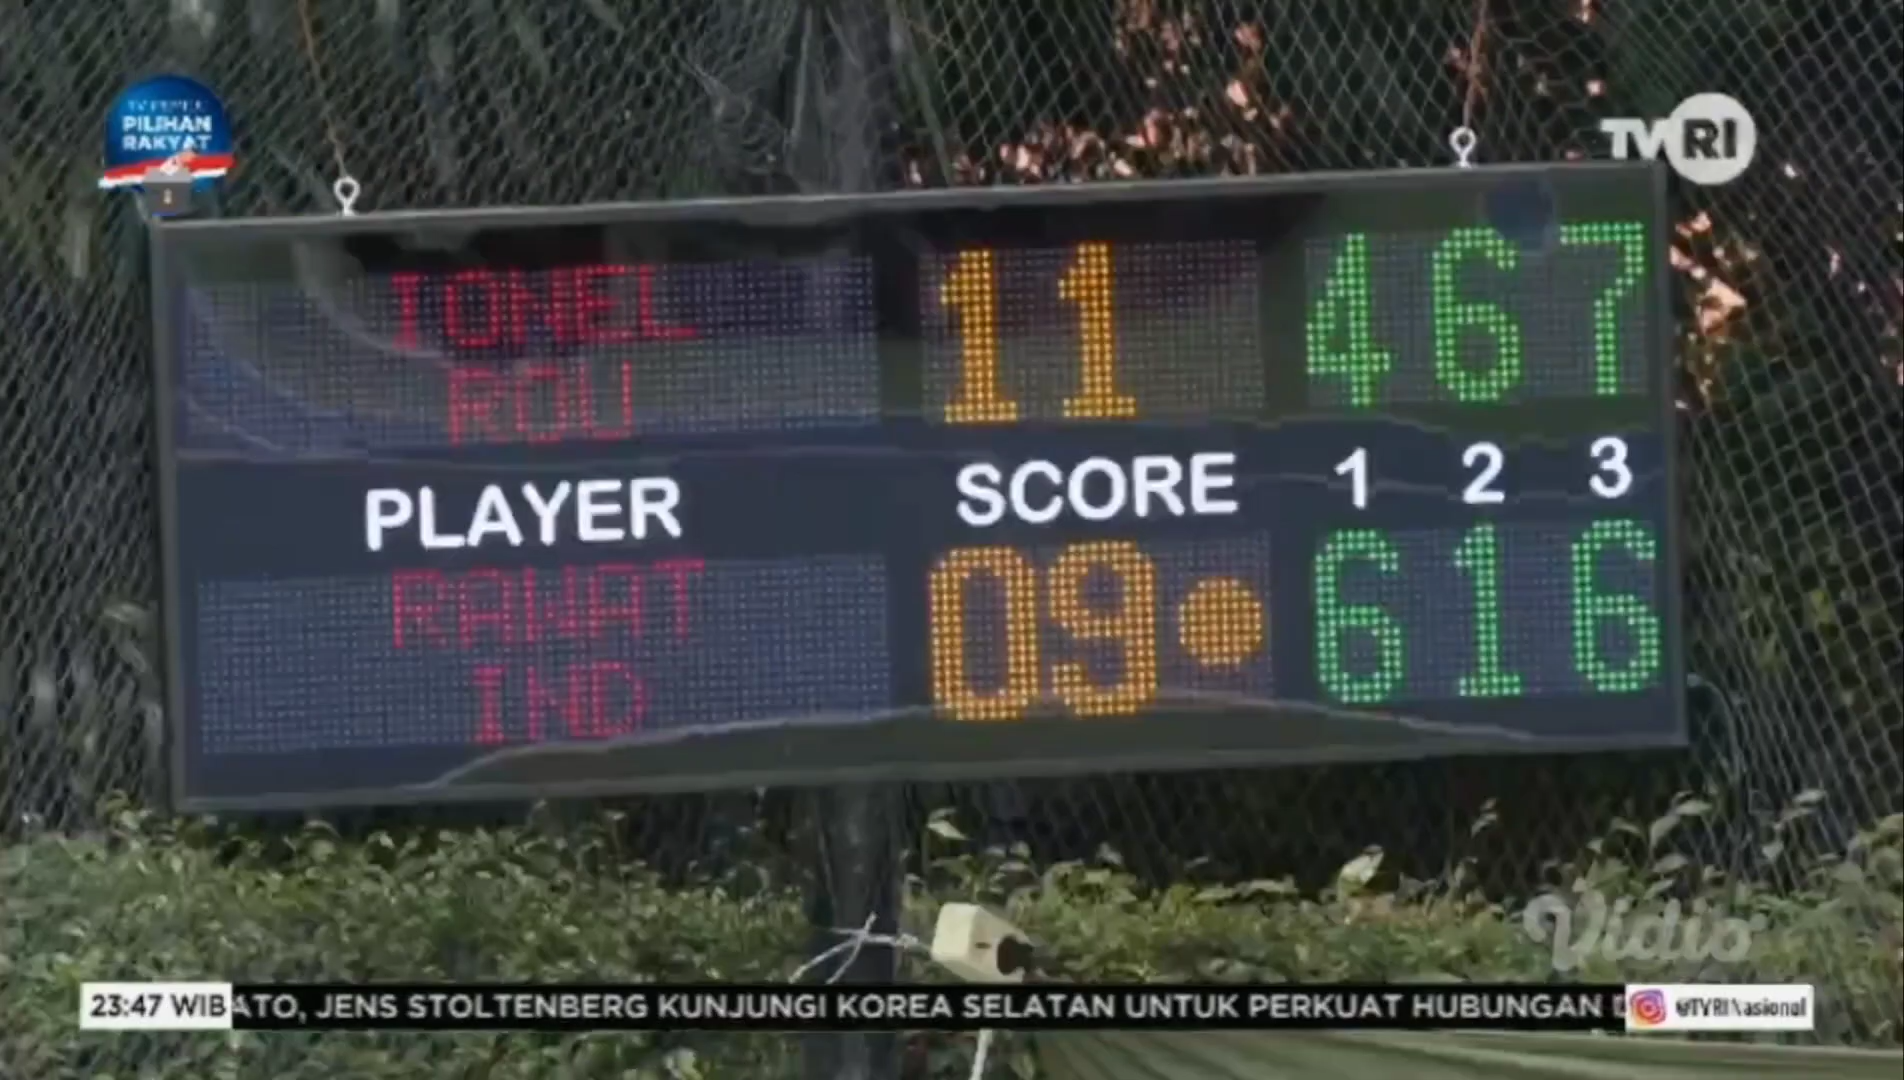 PILIHAN
RAKYAT
TVRI
IONEL 11 4 6 7
ROU
PLAYER SCORE 1 2 3
RAWAT 09 6 1 6
IND
Vidio
23:47 WIB ATO, JENS STOLTENBERG KUNJUNGI KOREA SELATAN UNTUK PERKUAT HUBUNGAN @TVRINasional